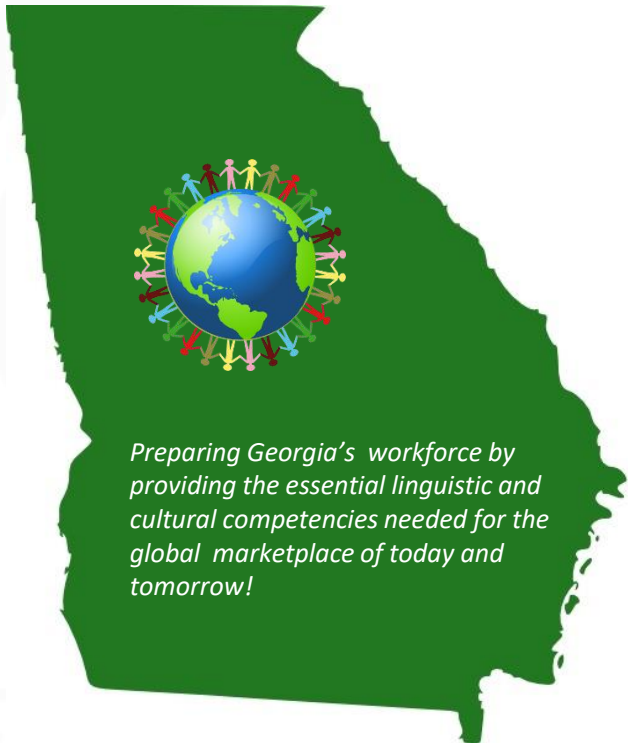 Preparing Georgia’s  workforce by
providing the essential linguistic and
cultural competencies needed for the
global  marketplace of today and
tomorrow!